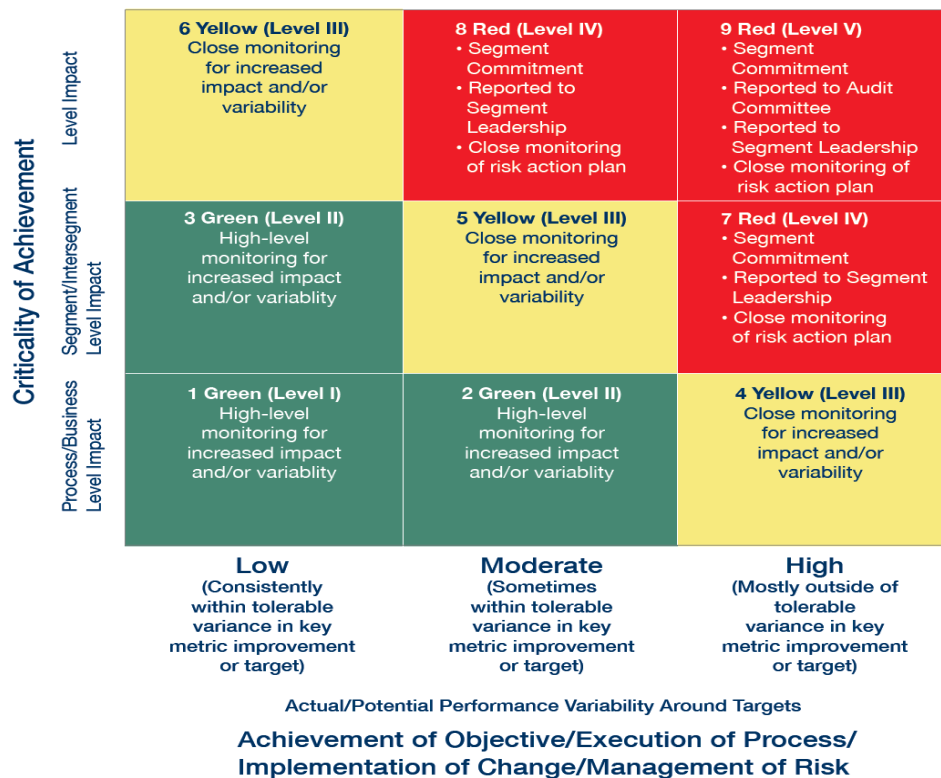 Criticality of Achievement
Level Impact
6 Yellow (Level III)
Close monitoring
for increased
impact and/or
variability
8 Red (Level IV)
• Segment
Commitment
• Reported to
Segment
Leadership
• Close monitoring
of risk action plan
9 Red (Level V)
• Segment
Commitment
• Reported to Audit
Committee
• Reported to
Segment Leadership
• Close monitoring of
risk action plan
Segment/Intersegment
Level Impact
3 Green (Level II)
High-level
monitoring for
increased impact
and/or variablity
5 Yellow (Level III)
Close monitoring
for increased
impact and/or
variability
7 Red (Level IV)
• Segment
Commitment
• Reported to Segment
Leadership
• Close monitoring
of risk action plan
Process/Business
Level Impact
1 Green (Level I)
High-level
monitoring for
increased impact
and/or variablity
2 Green (Level II)
High-level
monitoring for
increased impact
and/or variablity
4 Yellow (Level III)
Close monitoring
for increased
impact and/or
variability
Low
(Consistently
within tolerable
variance in key
metric improvement
or target)
Moderate
(Sometimes
within tolerable
variance in key
metric improvement
or target)
High
(Mostly outside of
tolerable
variance in key
metric improvement
or target)
Actual/Potential Performance Variability Around Targets
Achievement of Objective/Execution of Process/
Implementation of Change/Management of Risk